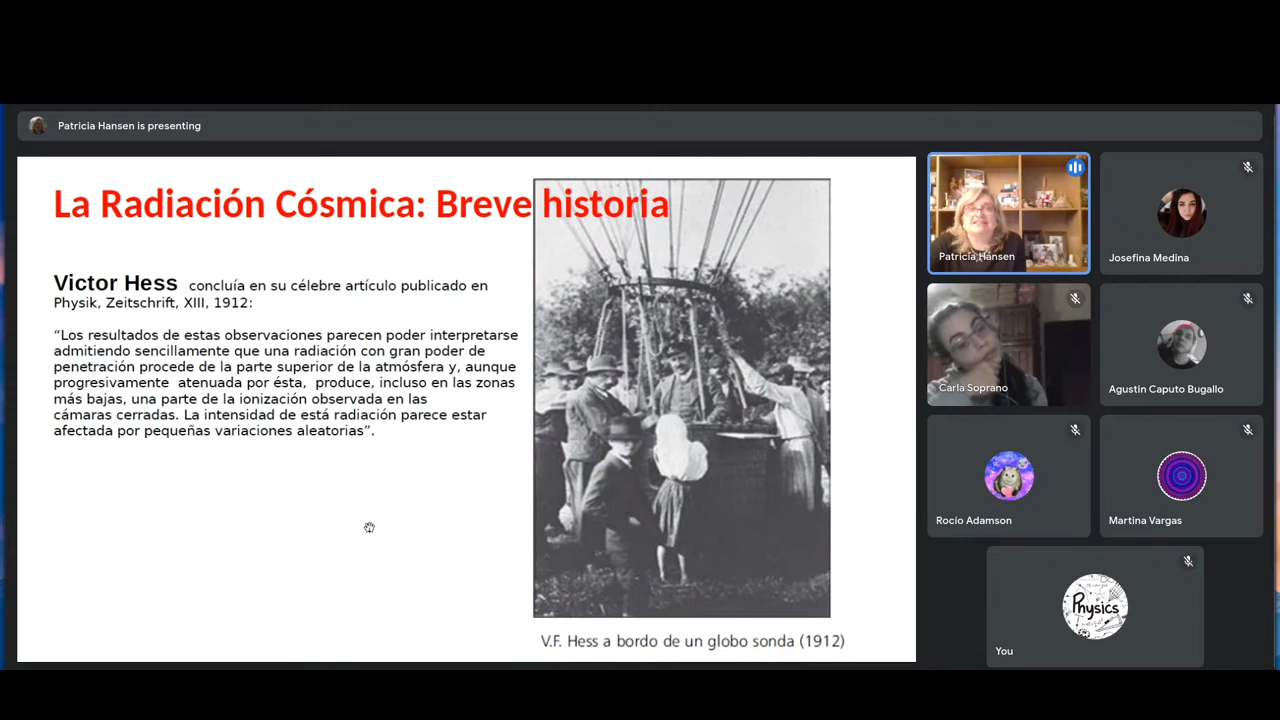 Patricia Hansen is presenting
La Radiación Cósmica: Breve historia
Victor Hess concluía en su célebre artículo publicado en
Physik, Zeitschrift, XIII, 1912:
“Los resultados de estas observaciones parecen poder interpretarse
admitiendo sencillamente que una radiación con gran poder de
penetración procede de la parte superior de la atmósfera y, aunque
progresivamente atenuada por ésta, produce, incluso en las zonas
más bajas, una parte de la ionización observada en las
cámaras cerradas. La intensidad de está radiación parece estar
afectada por pequeñas variaciones aleatorias”.
V.F. Hess a bordo de un globo sonda (1912)
Patricia Hansen
Josefina Medina
Carla Soprano
Agustin Caputo Bugallo
Rocío Adamson
Martina Vargas
Physics
You